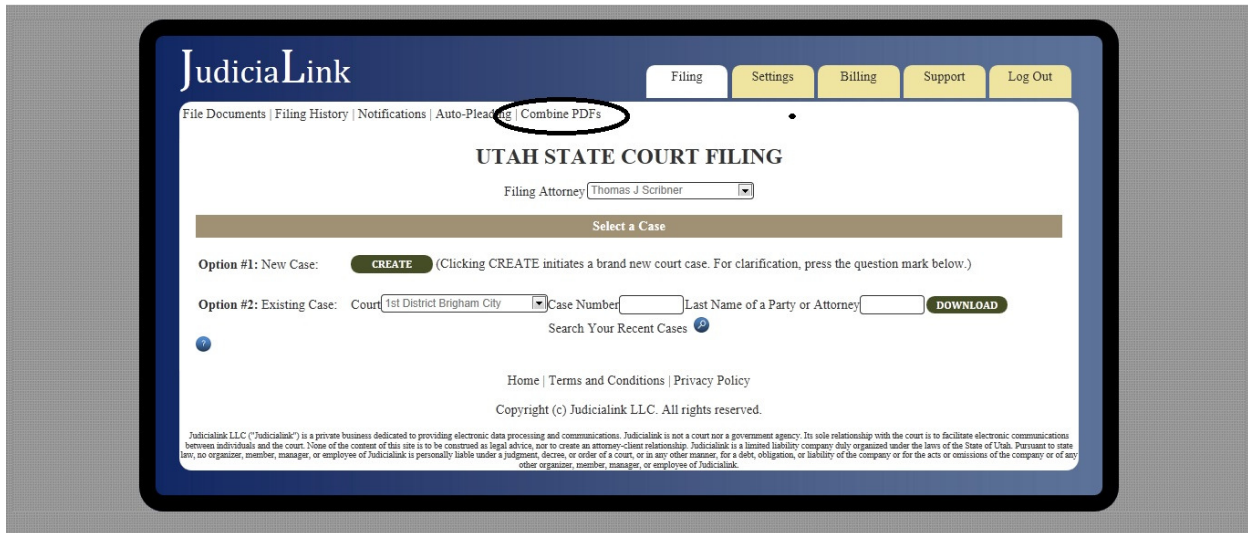 JudiciaLink
Filing Settings Billing Support Log Out
File Documents | Filing History | Notifications | Auto-Pleading | Combine PDFs
UTAH STATE COURT FILING
Filing Attorney Thomas J Scribner
Select a Case
Option #1: New Case: CREATE (Clicking CREATE initiates a brand new court case. For clarification, press the question mark below.)
Option #2: Existing Case: Court 1st District Brigham City Case Number Last Name of a Party or Attorney DOWNLOAD
Search Your Recent Cases
?
Home | Terms and Conditions | Privacy Policy
Copyright (c) Judicialink LLC. All rights reserved.
Judicialink LLC ("Judicialink") is a private business dedicated to providing electronic data processing and communications. Judicialink is not a court nor a government agency. Its sole relationship with the court is to facilitate electronic communications
between individuals and the court. None of the content of this site is to be construed as legal advice, nor to create an attorney-client relationship. Judicialink is a limited liability company duly organized under the laws of the State of Utah. Pursuant to state
law, no organizer, member, manager, or employee of Judicialink is personally liable under a judgment, decree, or order of a court, or in any other manner, for a debt, obligation, or liability of the company or for the acts or omissions of the company or of any
other organizer, member, manager, or employee of Judicialink.